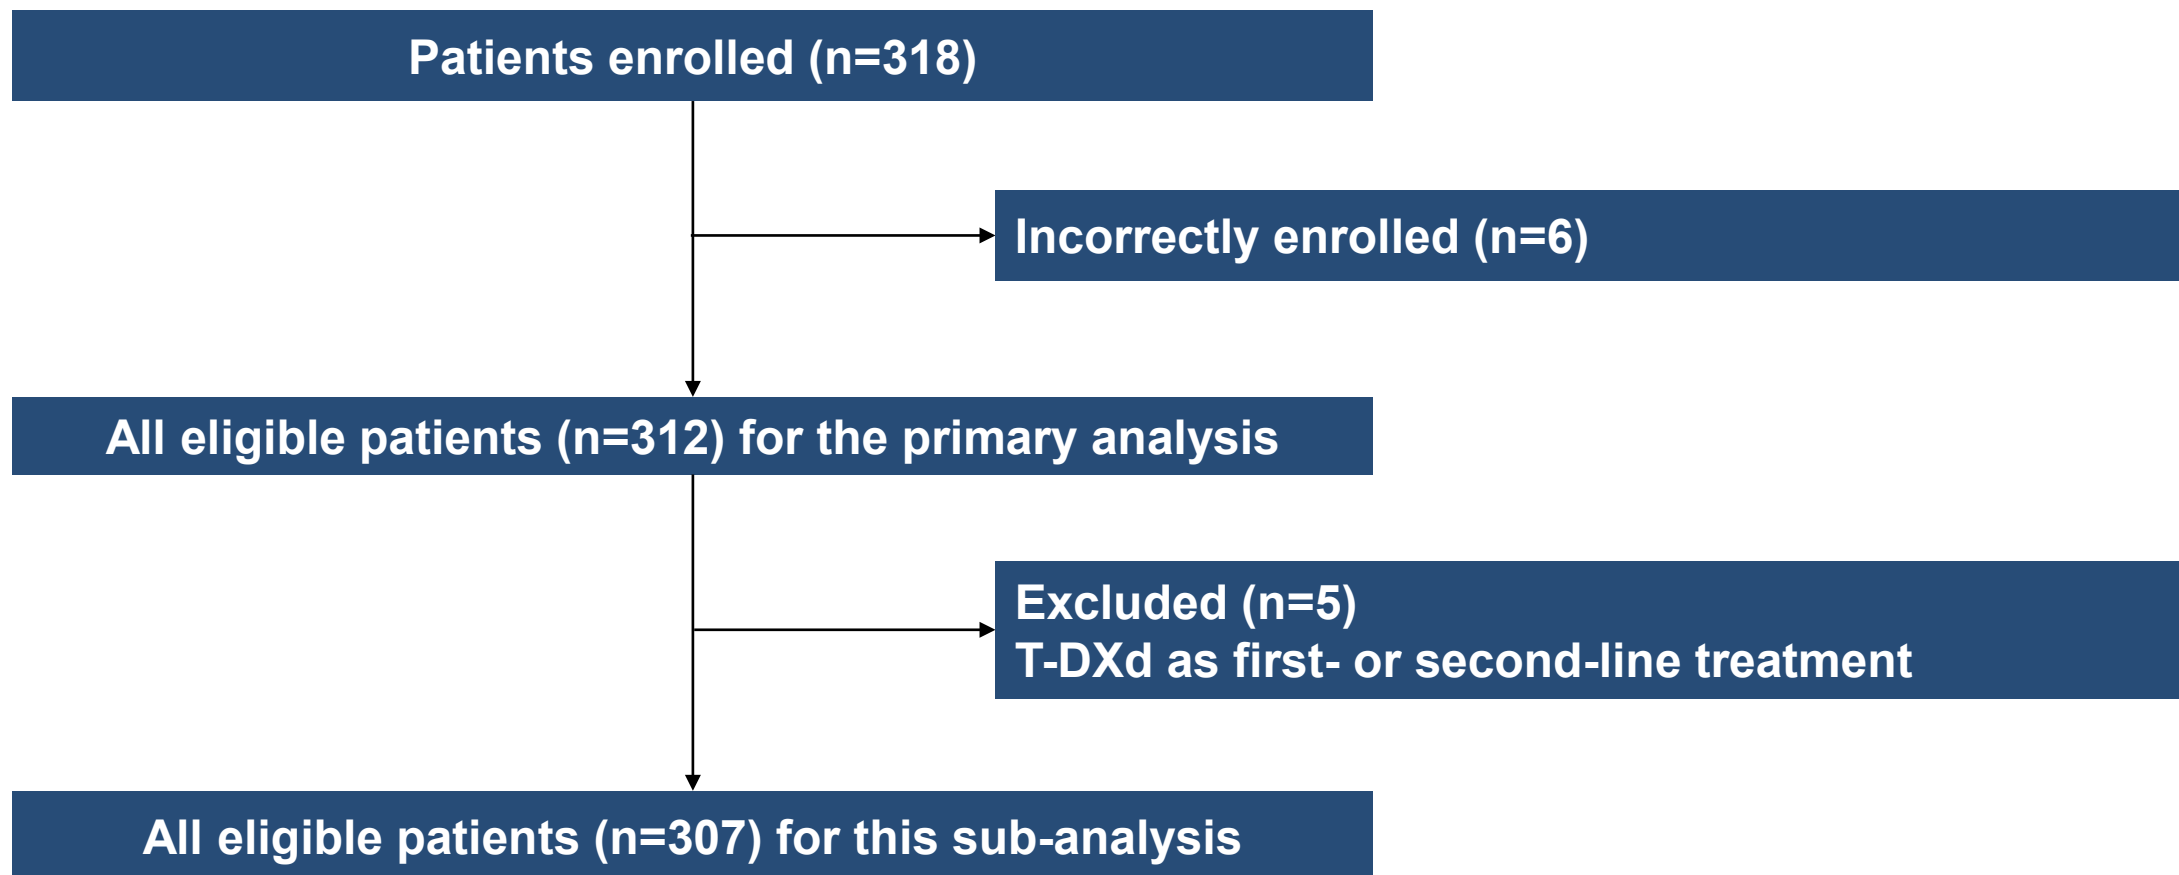 Patients enrolled (n=318)
Incorrectly enrolled (n=6)
All eligible patients (n=312) for the primary analysis
Excluded (n=5)
T-DXd as first- or second-line treatment
All eligible patients (n=307) for this sub-analysis